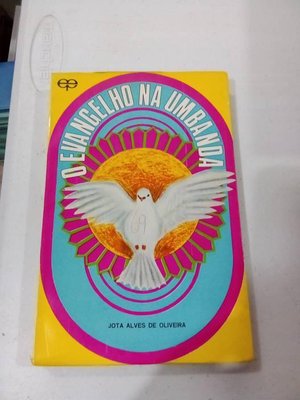 O EVANGELHO NA UMBANDA
JOTA ALVES DE OLIVEIRA